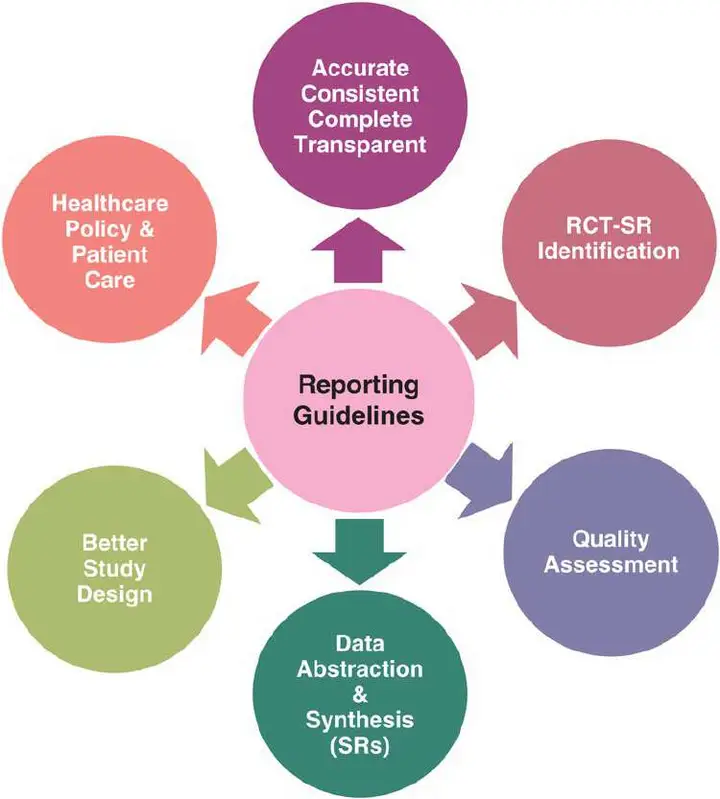 Accurate
Consistent
Complete
Transparent
Healthcare
Policy &
Patient
Care
RCT-SR
Identification
Reporting
Guidelines
Better
Study
Design
Quality
Assessment
Data
Abstraction
&
Synthesis
(SRs)